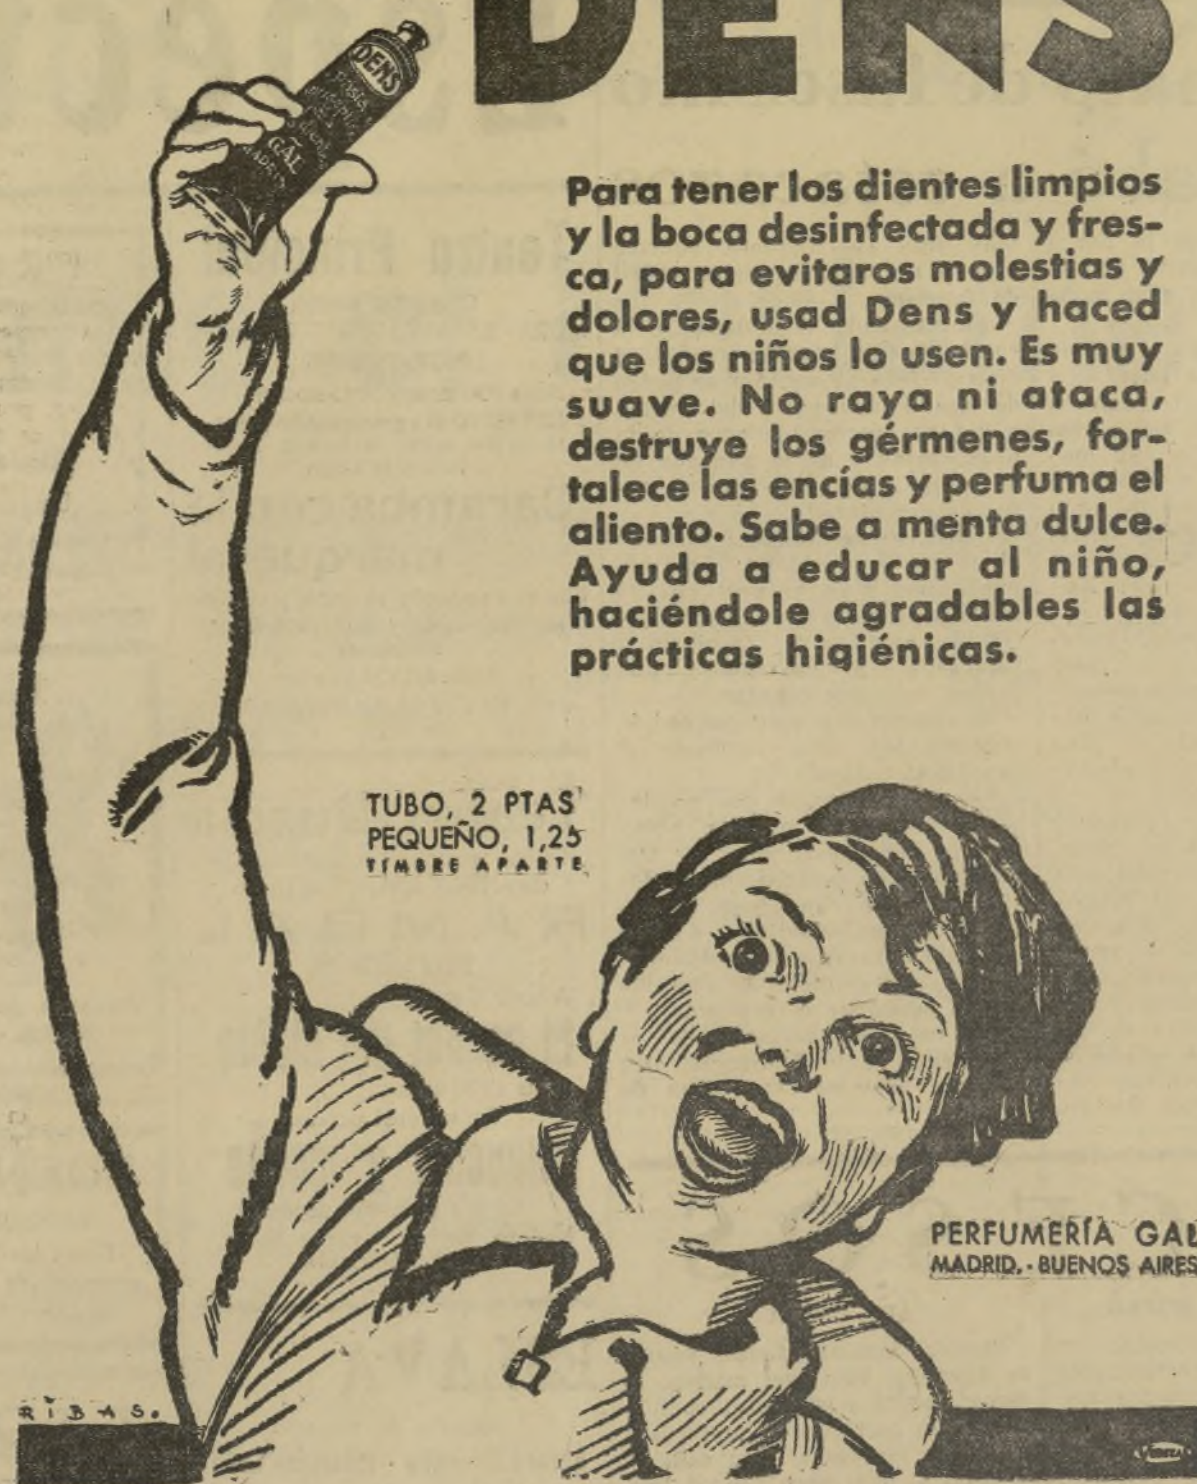 DENS
DENS
GAL
MADRID
Para tener los dientes limpios
y la boca desinfectada y fres-
ca, para evitaros molestias y
dolores, usad Dens y haced
que los niños lo usen. Es muy
suave. No raya ni ataca,
destruye los gérmenes, for-
talece las encías y perfuma el
aliento. Sabe a menta dulce.
Ayuda a educar al niño,
haciéndole agradables las
prácticas higiénicas.
TUBO, 2 PTAS
PEQUEÑO, 1,25
TIMBRE APARTE
PERFUMERÍA GAL
MADRID.-BUENOS AIRES
RIBAS.